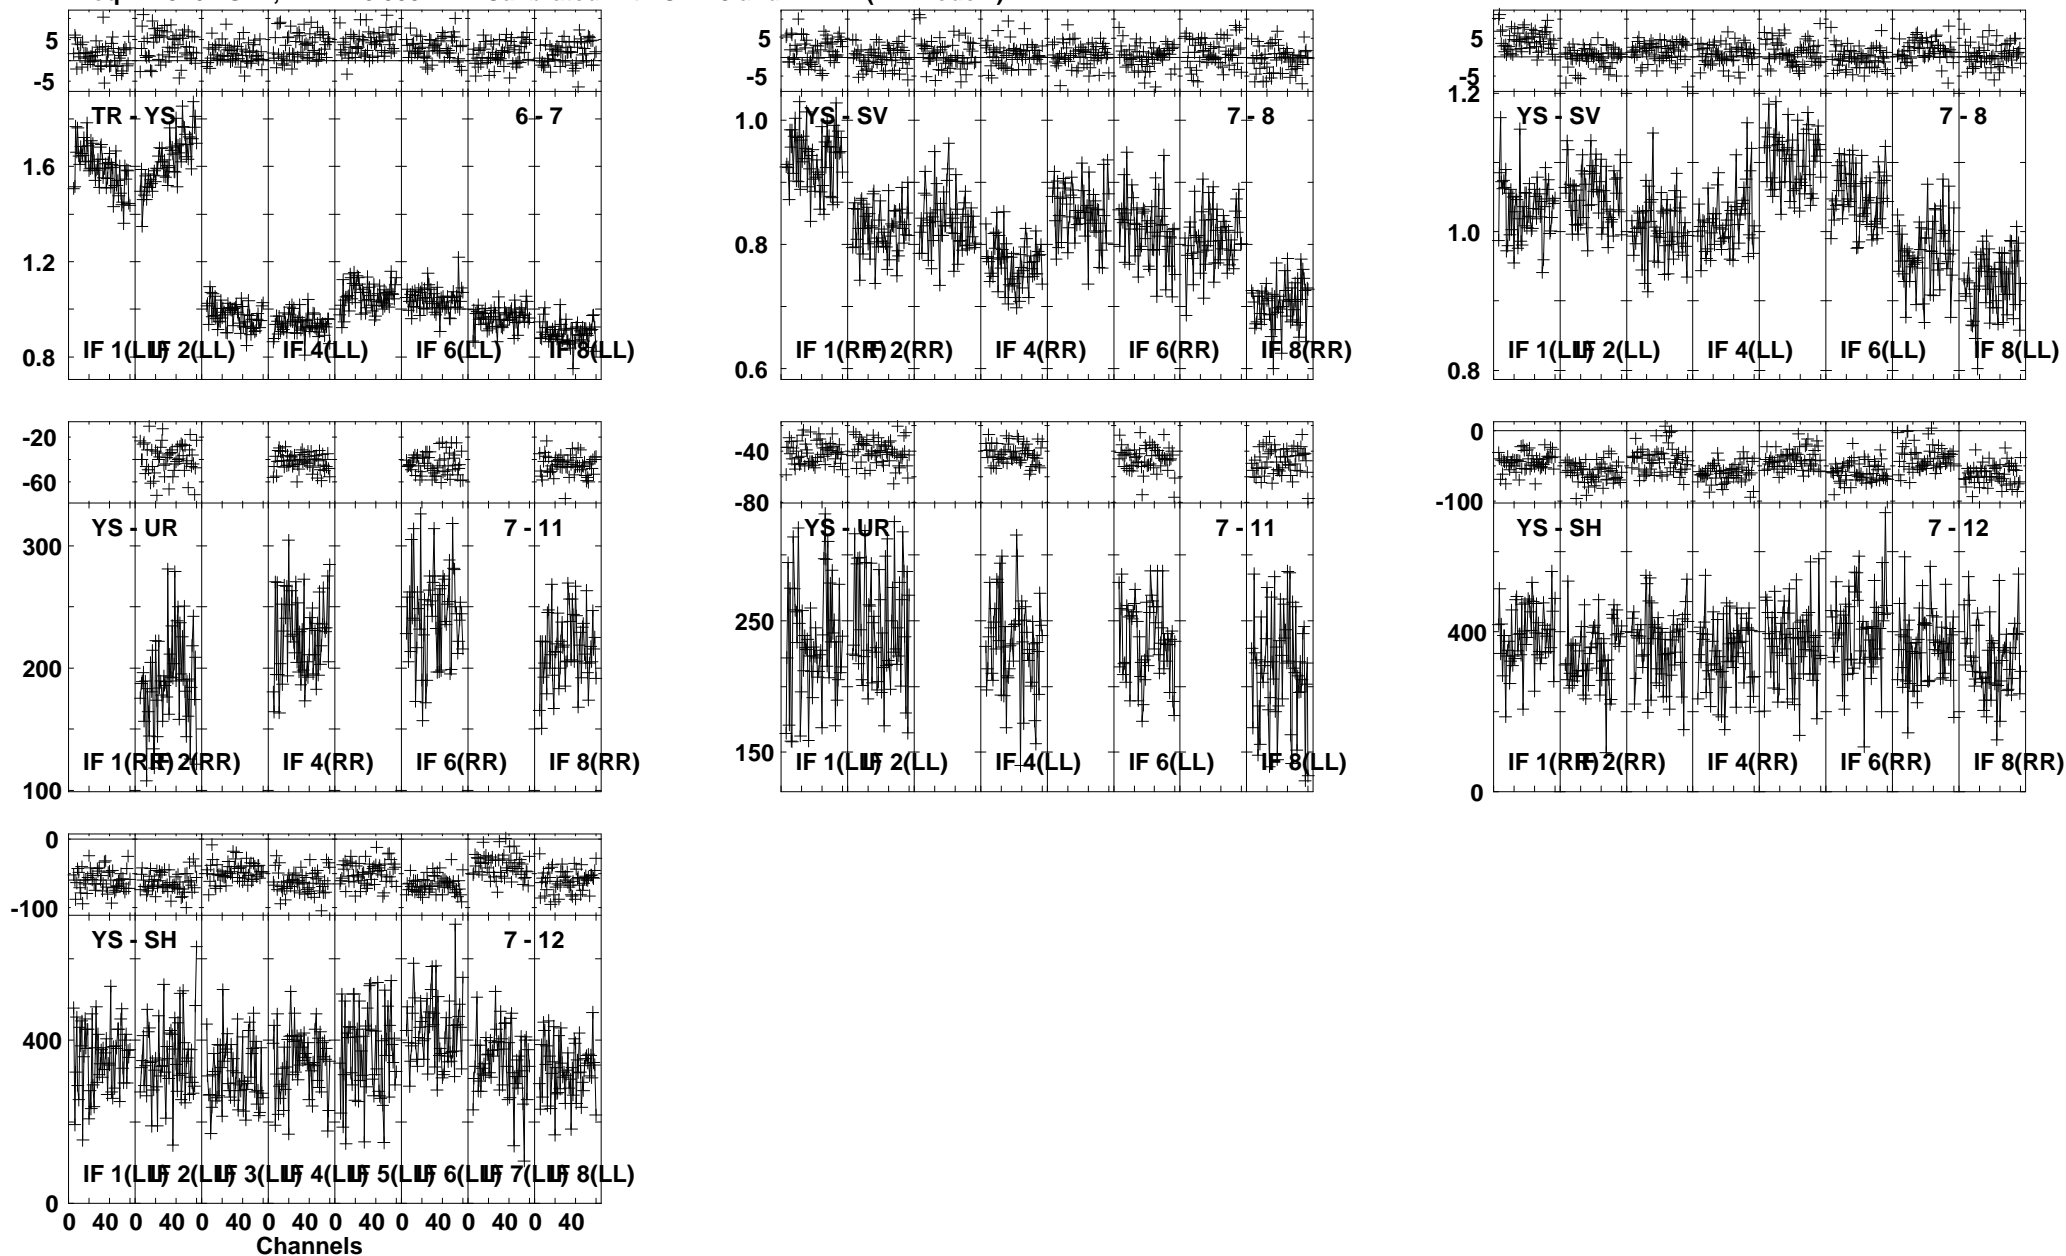 5
-5
TR - YS
6 - 7
1.6
1.2
0.8
IF 1(LL) IF 2(LL) IF 4(LL) IF 6(LL) IF 8(LL)
5
-5
YS - SV
7 - 8
1.0
0.8
0.6
IF 1(RR) IF 2(RR) IF 4(RR) IF 6(RR) IF 8(RR)
5
-5
1.2
YS - SV
7 - 8
1.0
0.8
IF 1(LL) IF 2(LL) IF 4(LL) IF 6(LL) IF 8(LL)
-20
-60
YS - UR
7 - 11
300
200
100
IF 1(RR) IF 2(RR) IF 4(RR) IF 6(RR) IF 8(RR)
-40
-80
YS - UR
7 - 11
250
150
IF 1(LL) IF 2(LL) IF 4(LL) IF 6(LL) IF 8(LL)
0
-100
YS - SH
7 - 12
400
0
IF 1(RR) IF 2(RR) IF 4(RR) IF 6(RR) IF 8(RR)
0
-100
YS - SH
7 - 12
400
0
IF 1(LL) IF 2(LL) IF 3(LL) IF 4(LL) IF 5(LL) IF 6(LL) IF 7(LL) IF 8(LL)
0 40 0 40 0 40 0 40 0 40 0 40 0 40 0 40
Channels